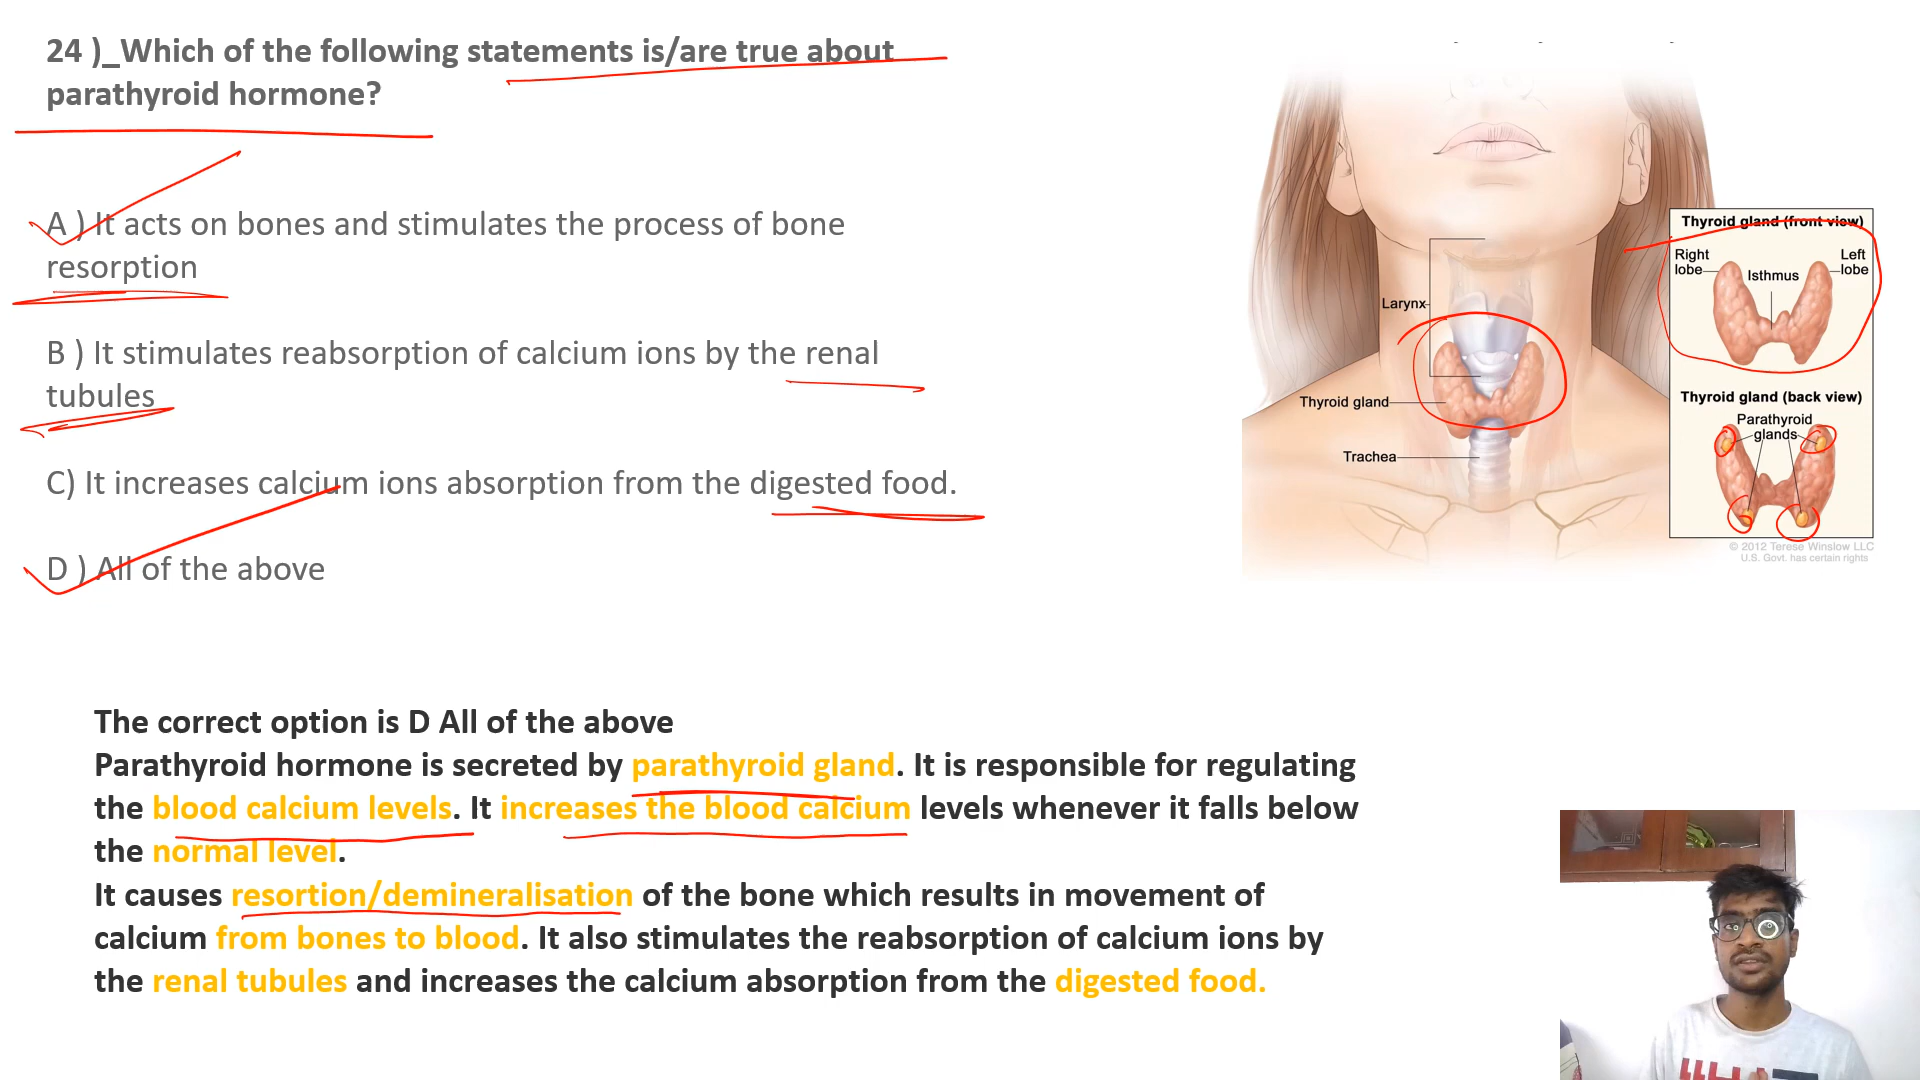 24 )_Which of the following statements is/are true about
parathyroid hormone?
A ) It acts on bones and stimulates the process of bone
resorption
B ) It stimulates reabsorption of calcium ions by the renal
tubules
C) It increases calcium ions absorption from the digested food.
D ) All of the above
Larynx
Thyroid gland
Trachea
Thyroid gland (front view)
Right
lobe
Isthmus
Left
lobe
Thyroid gland (back view)
Parathyroid
glands
© 2012 Terese Winslow LLC
U.S. Govt. has certain rights
The correct option is D All of the above
Parathyroid hormone is secreted by parathyroid gland. It is responsible for regulating
the blood calcium levels. It increases the blood calcium levels whenever it falls below
the normal level.
It causes resortion/demineralisation of the bone which results in movement of
calcium from bones to blood. It also stimulates the reabsorption of calcium ions by
the renal tubules and increases the calcium absorption from the digested food.